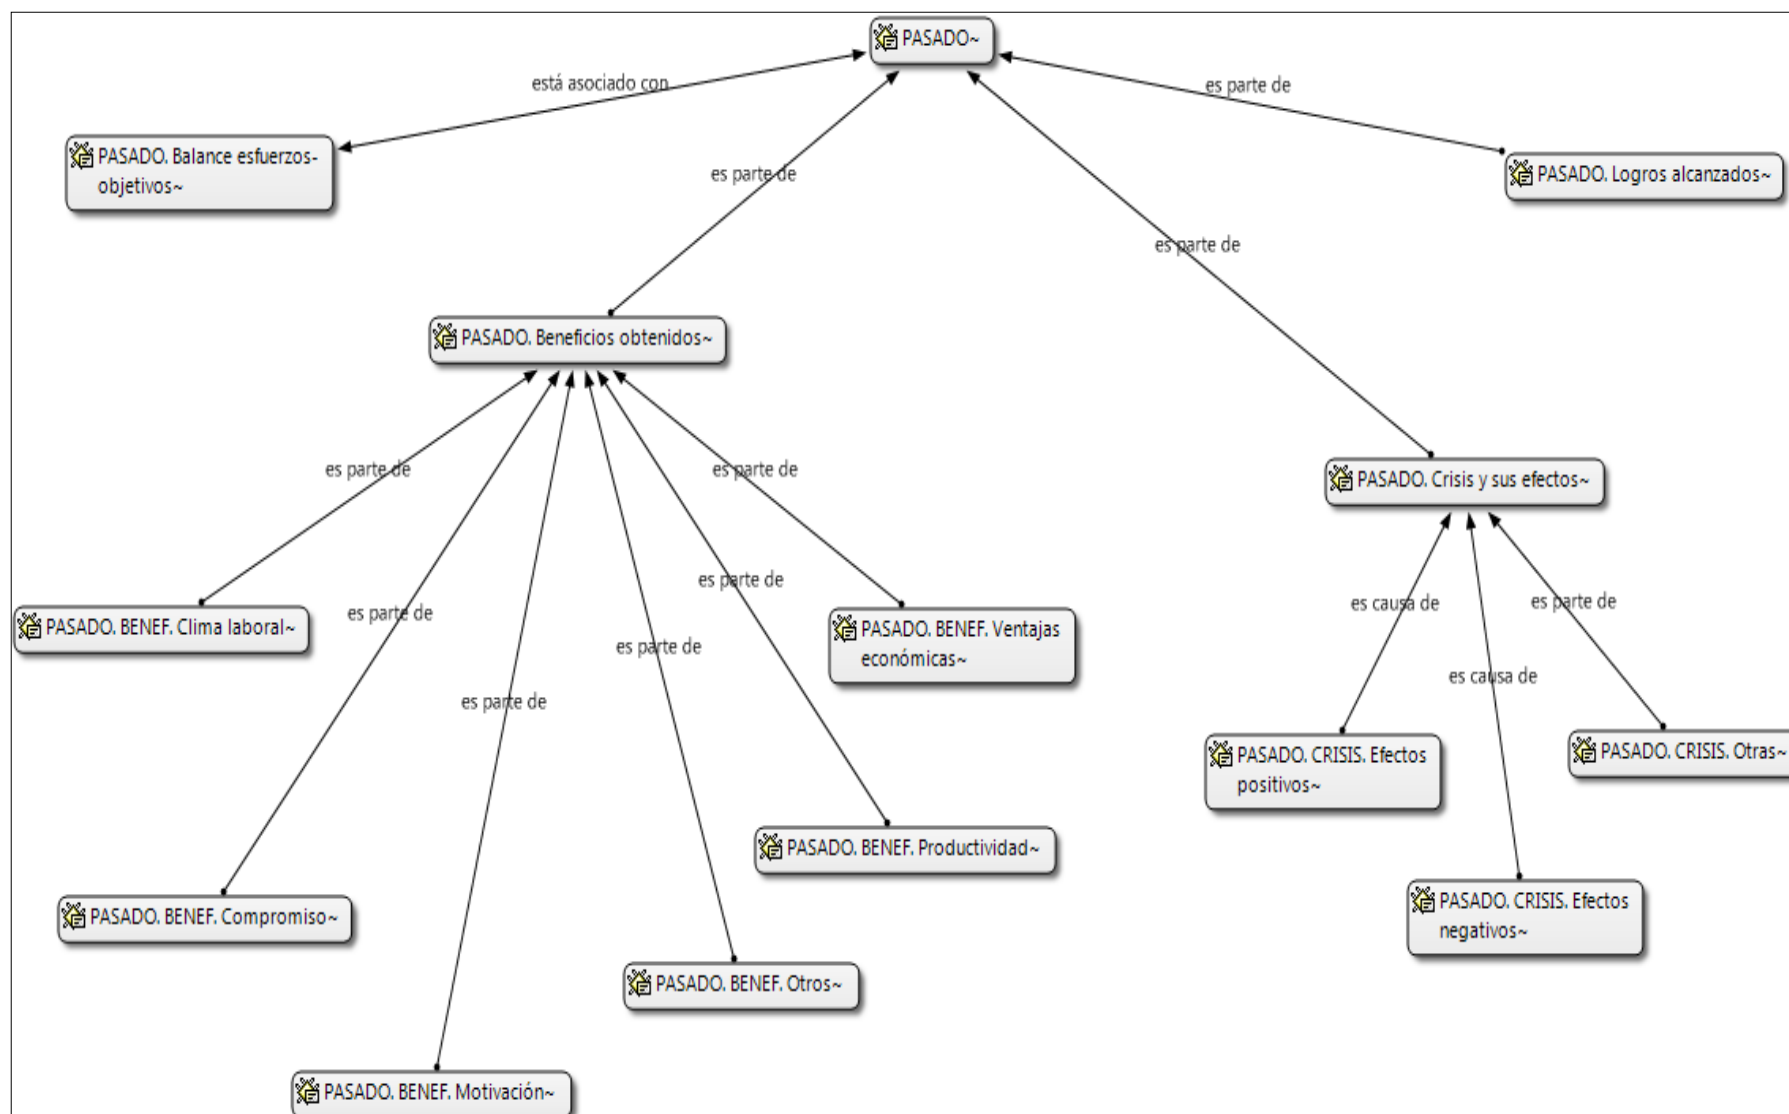 PASADO~
está asociado con
es parte de
PASADO. Balance esfuerzos-
objetivos~
es parte de
PASADO. Logros alcanzados~
es parte de
PASADO. Beneficios obtenidos~
es parte de
es parte de
PASADO. Crisis y sus efectos~
es parte de
es parte de
es parte de
es parte de
es causa de
es parte de
PASADO. BENEF. Clima laboral~
PASADO. BENEF. Ventajas
económicas~
es parte de
es causa de
PASADO. CRISIS. Efectos
positivos~
PASADO. CRISIS. Otras~
PASADO. BENEF. Productividad~
PASADO. BENEF. Compromiso~
PASADO. CRISIS. Efectos
negativos~
PASADO. BENEF. Otros~
PASADO. BENEF. Motivación~